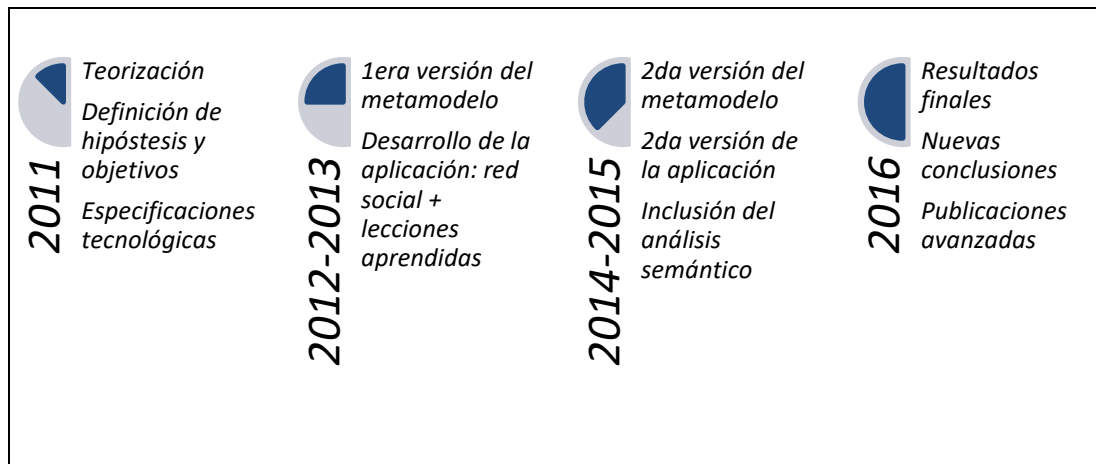 2011
Teorización
Definición de
hipóstesis y
objetivos
Especificaciones
tecnológicas
2012-2013
1era versión del
metamodelo
Desarrollo de la
aplicación: red
social +
lecciones
aprendidas
2014-2015
2da versión del
metamodelo
2da versión de
la aplicación
Inclusión del
análisis
semántico
2016
Resultados
finales
Nuevas
conclusiones
Publicaciones
avanzadas